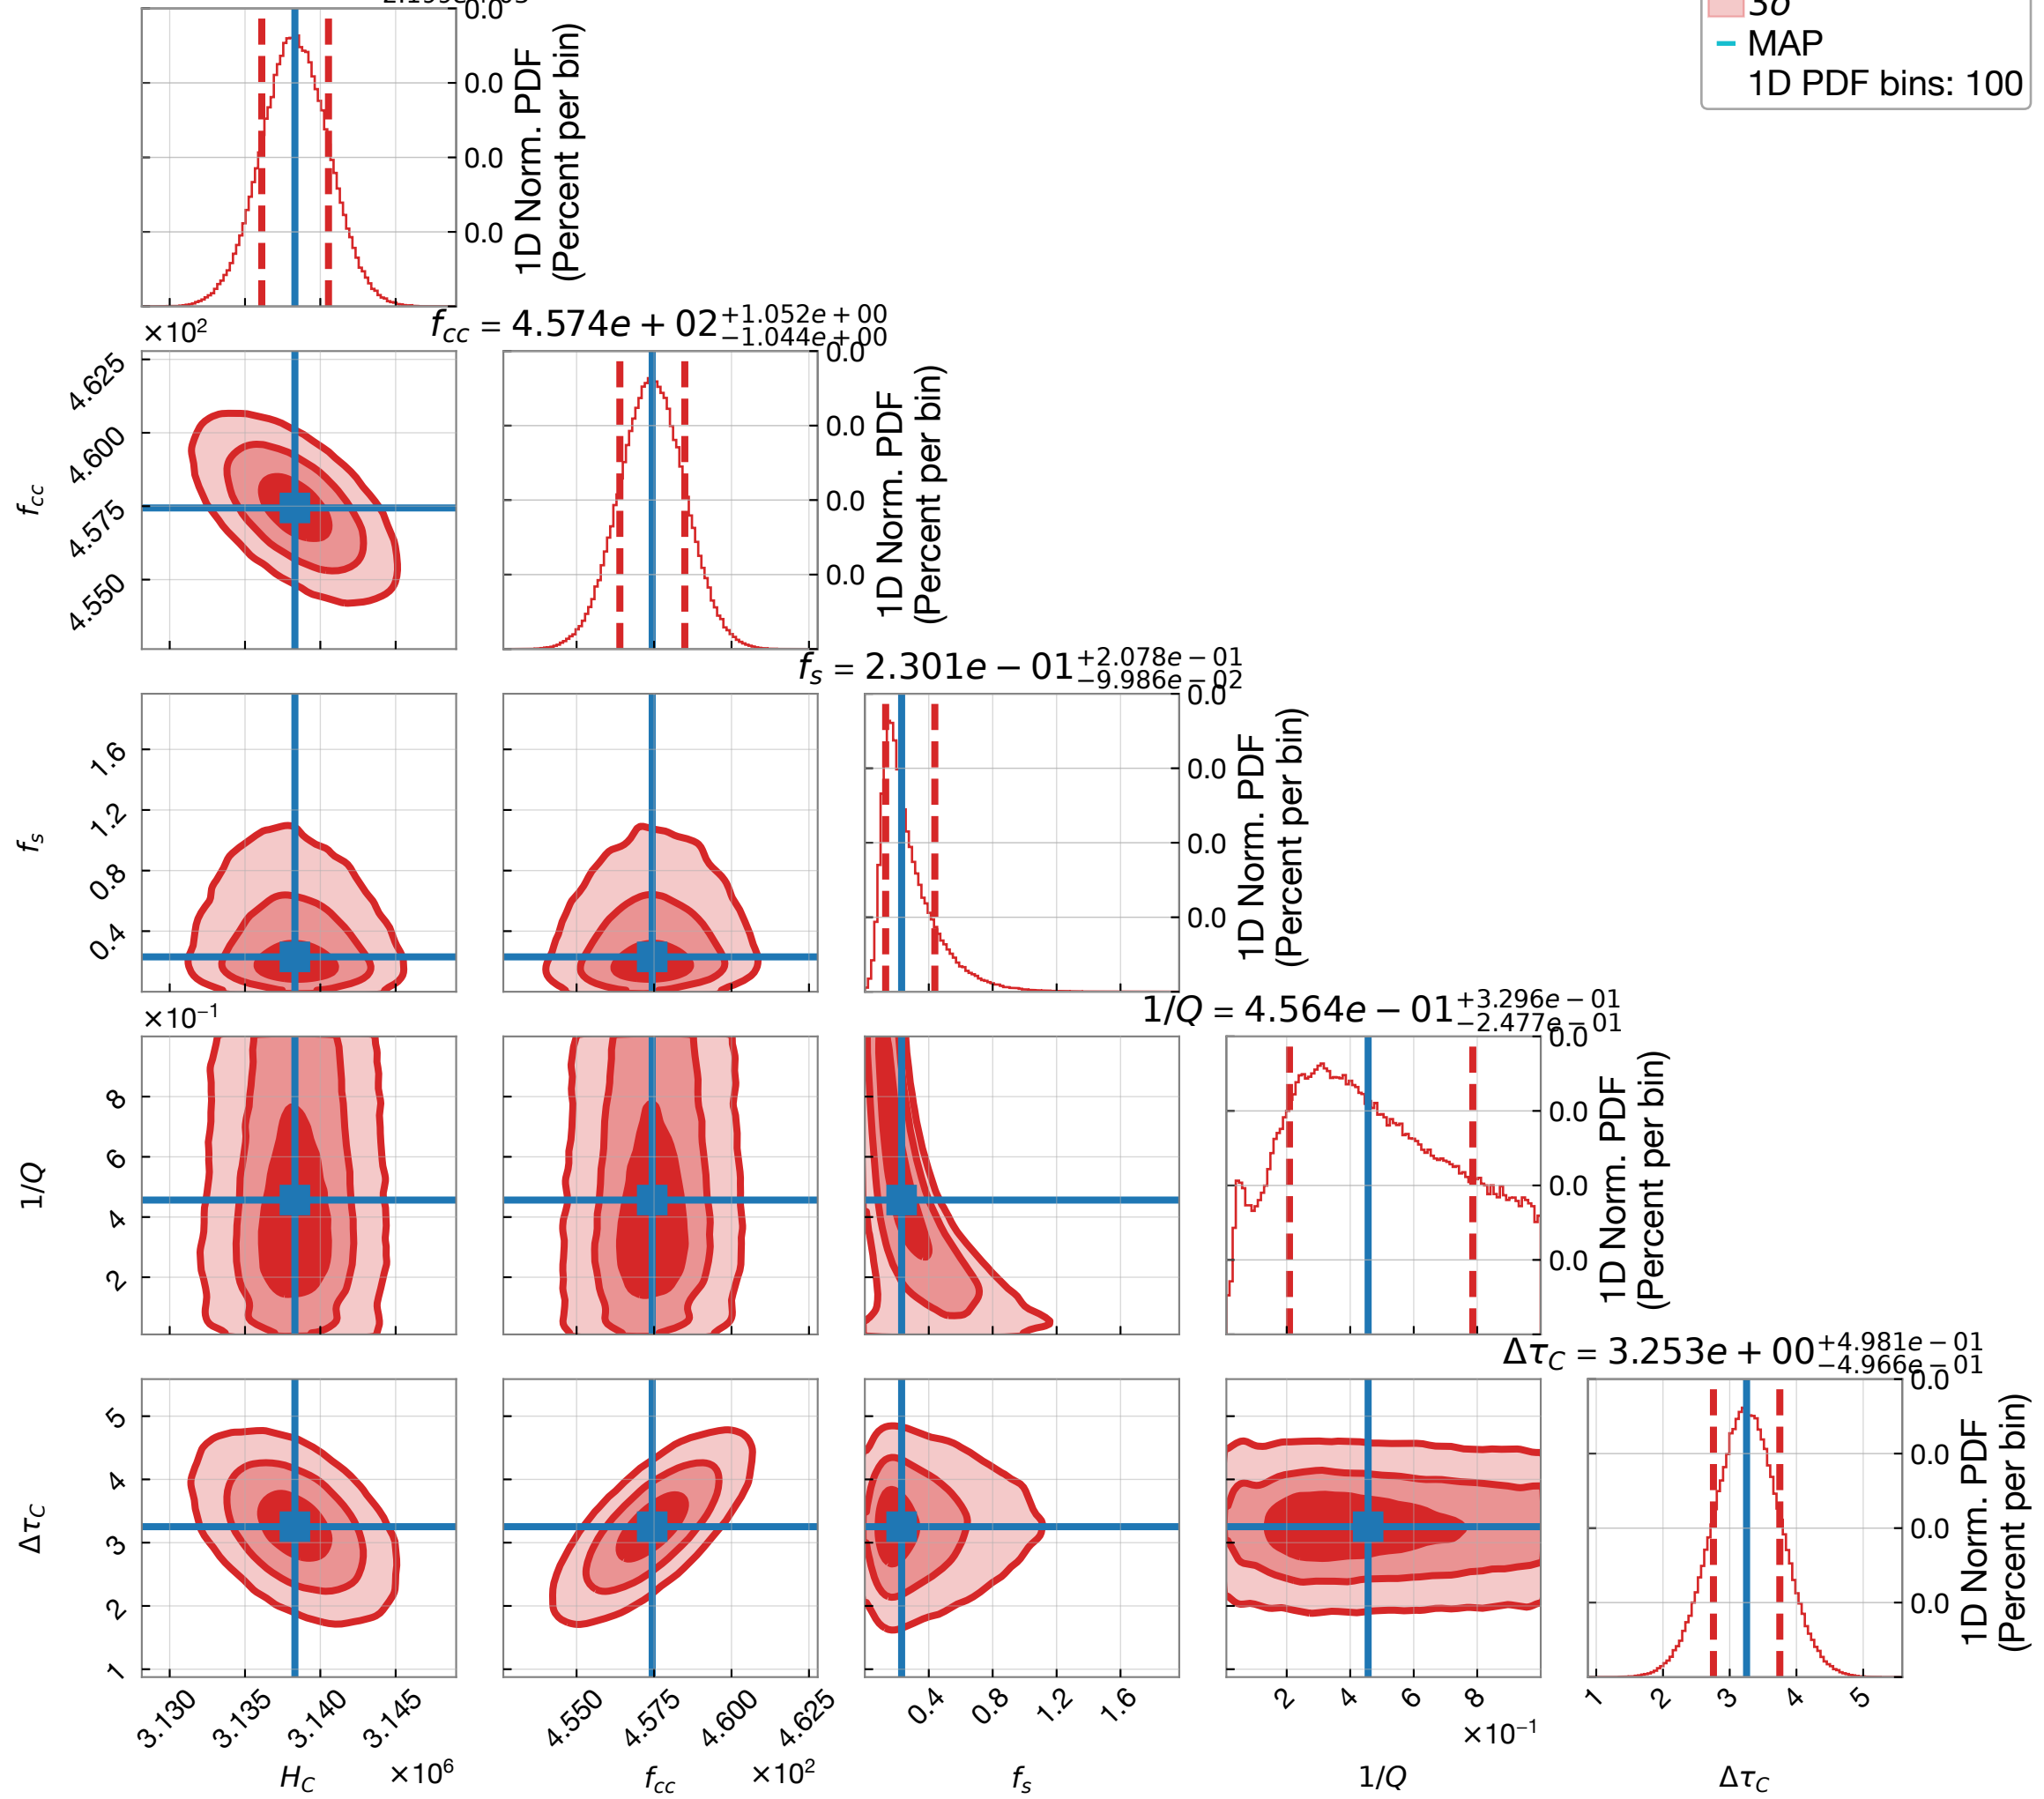 3σ
MAP
1D PDF bins: 100
0.0
0.0
0.0
0.0
1D Norm. PDF
(Percent per bin)
×10²
f_cc = 4.574e + 02 +1.052e + 00 −1.044e + 00
4.625
4.600
4.575
4.550
f_cc
0.0
0.0
0.0
0.0
1D Norm. PDF
(Percent per bin)
f_s = 2.301e − 01 +2.078e − 01 −9.986e − 02
1.6
1.2
0.8
0.4
f_s
0.0
0.0
0.0
0.0
1D Norm. PDF
(Percent per bin)
×10⁻¹
1/Q = 4.564e − 01 +3.296e − 01 −2.477e − 01
8
6
4
2
1/Q
0.0
0.0
0.0
0.0
1D Norm. PDF
(Percent per bin)
Δτ_C = 3.253e + 00 +4.981e − 01 −4.966e − 01
5
4
3
2
1
Δτ_C
0.0
0.0
0.0
0.0
1D Norm. PDF
(Percent per bin)
3.130 3.135 3.140 3.145
4.550 4.575 4.600 4.625
0.4 0.8 1.2 1.6
2 4 6 8
1 2 3 4 5
×10⁻¹
H_C ×10⁶ f_cc ×10² f_s 1/Q Δτ_C